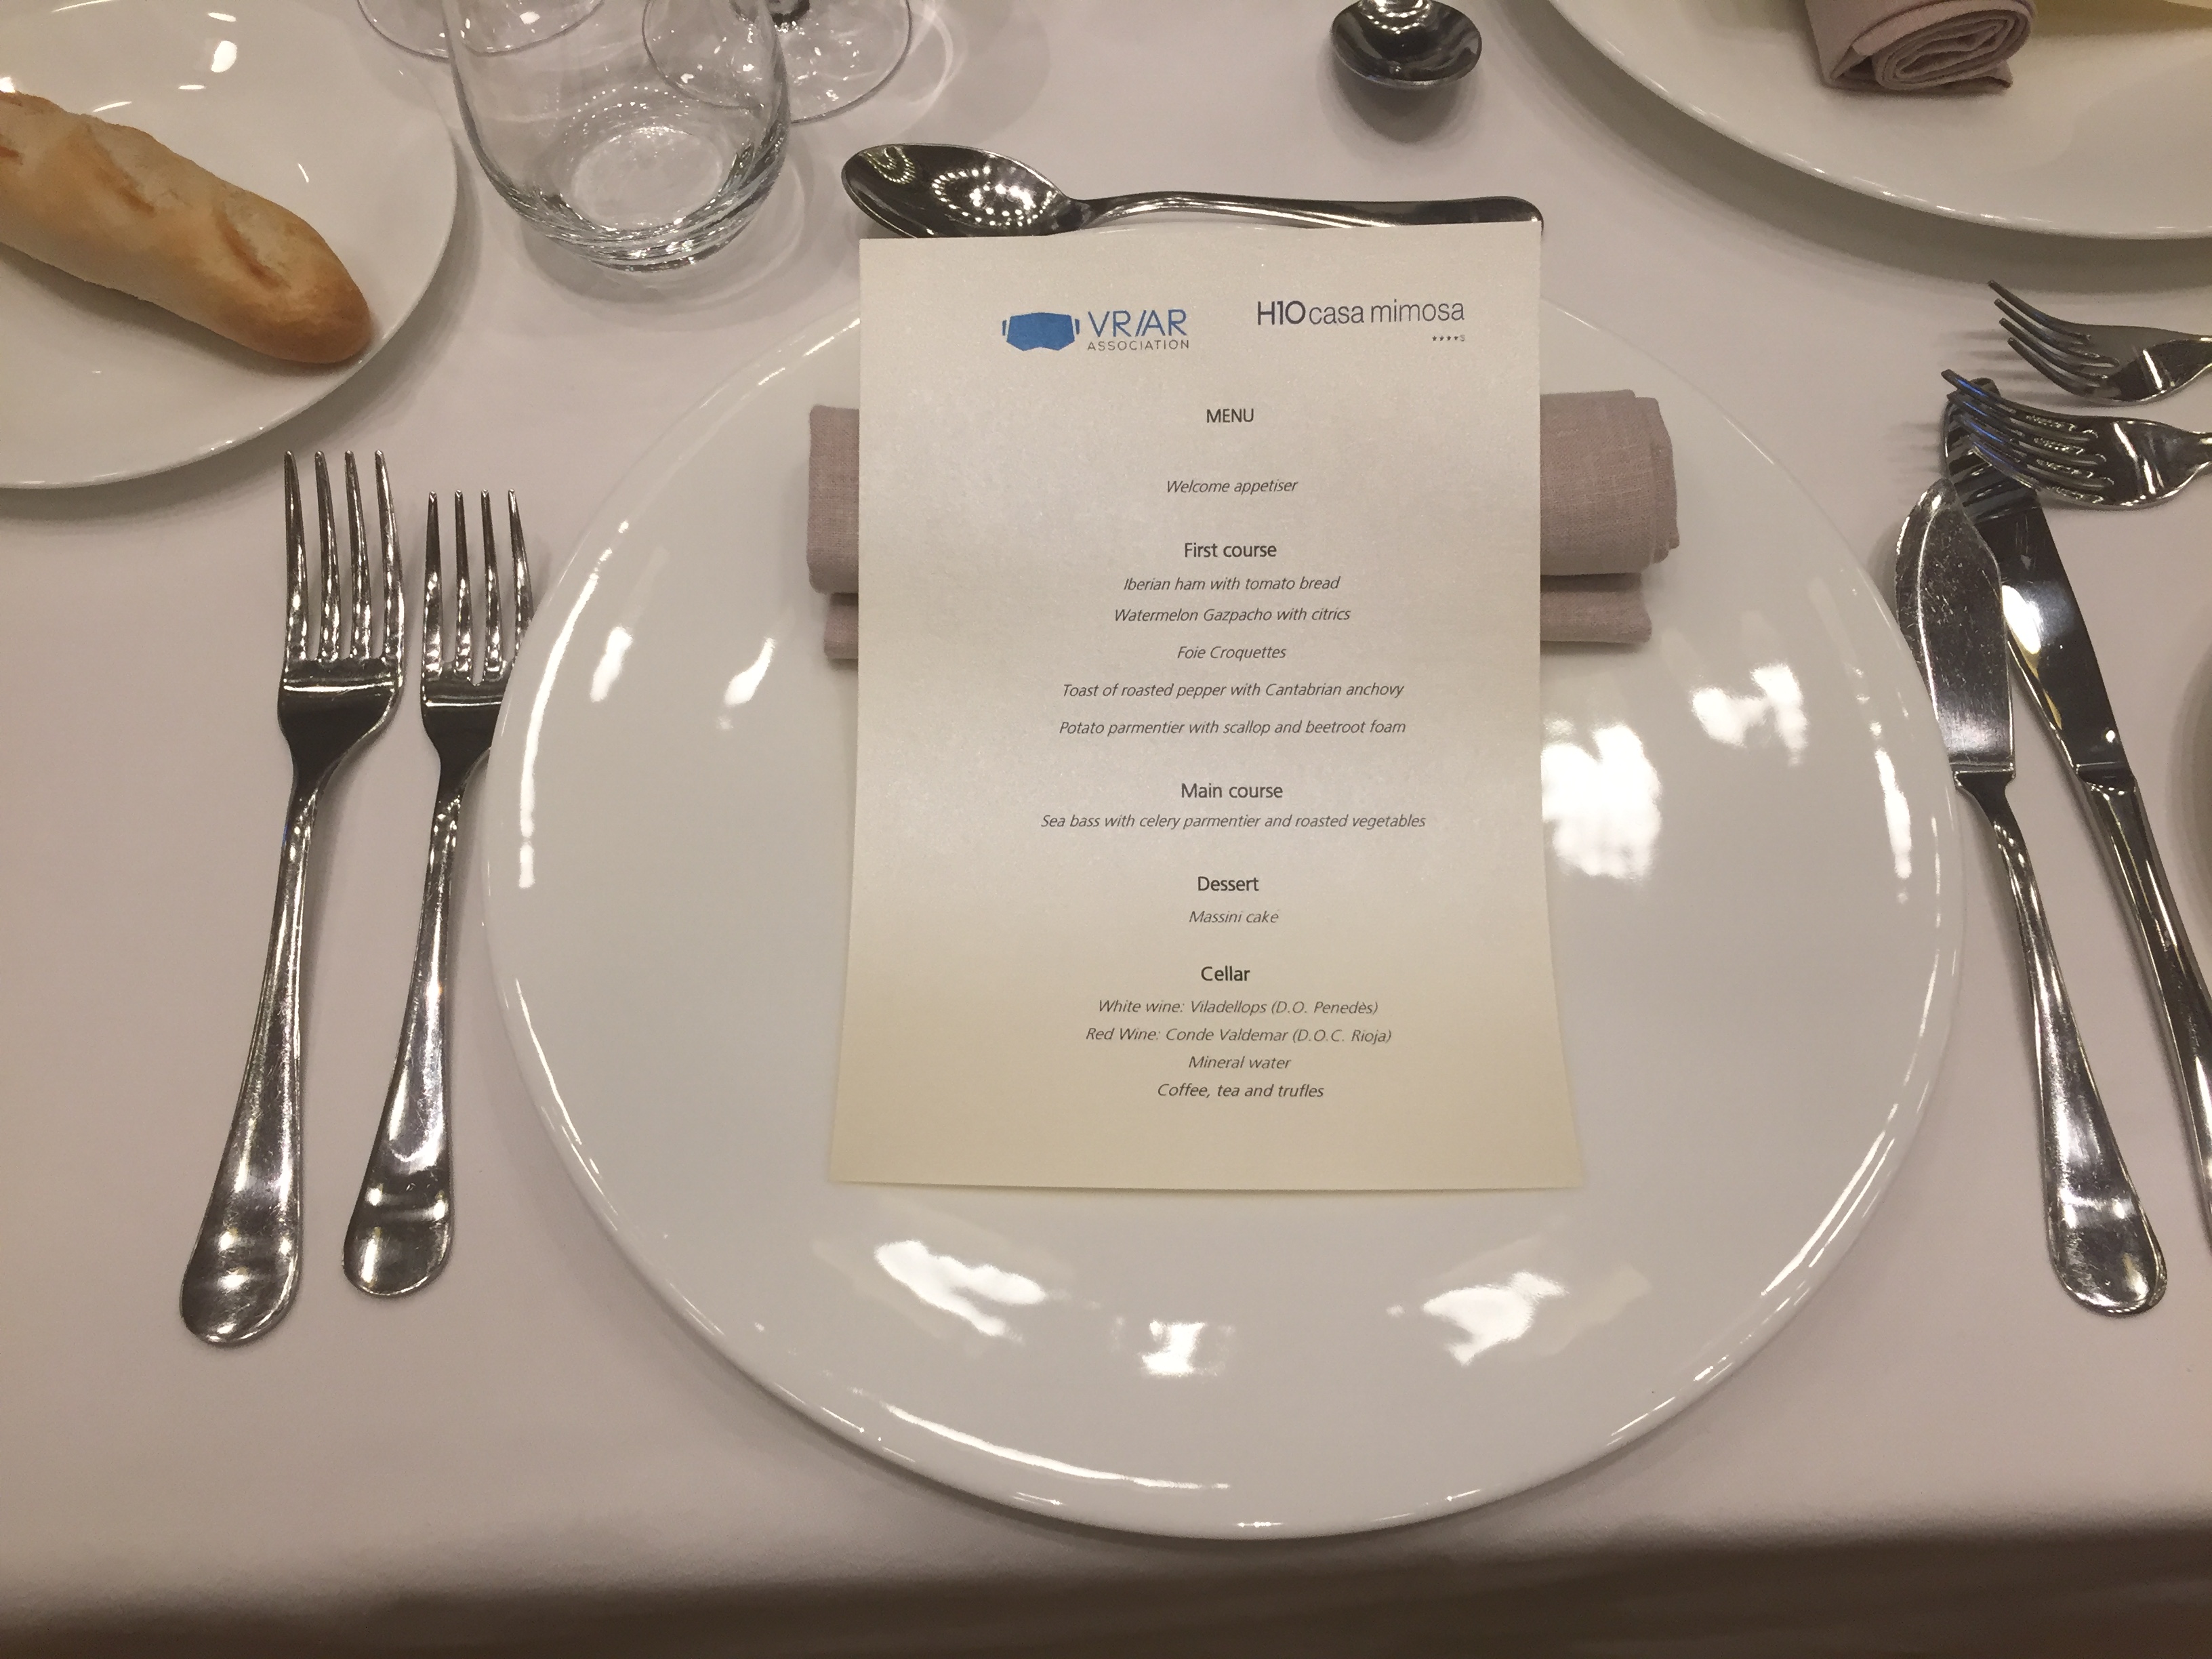 VR/AR
ASSOCIATION
H10 casa mimosa
****S
MENU
Welcome appetiser
First course
Iberian ham with tomato bread
Watermelon Gazpacho with citrics
Foie Croquettes
Toast of roasted pepper with Cantabrian anchovy
Potato parmentier with scallop and beetroot foam
Main course
Sea bass with celery parmentier and roasted vegetables
Dessert
Massini cake
Cellar
White wine: Viladellops (D.O. Penedès)
Red Wine: Conde Valdemar (D.O.C. Rioja)
Mineral water
Coffee, tea and trufles